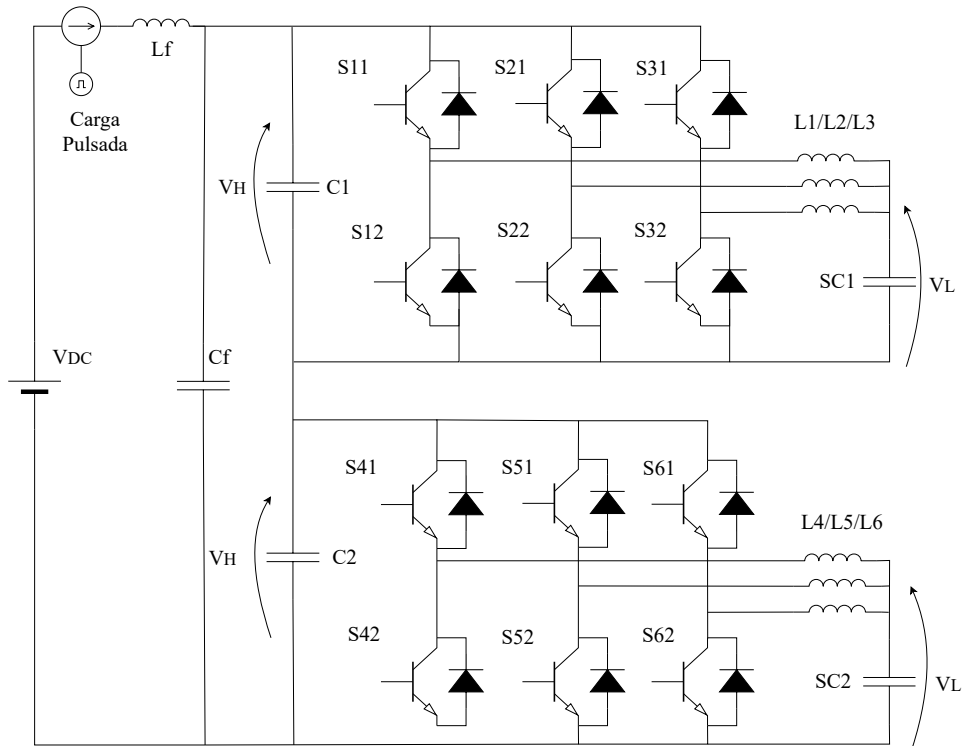 Lf
S11
S21
S31
Carga
Pulsada
L1/L2/L3
VH
C1
S12
S22
S32
SC1
VL
VDC
Cf
S41
S51
S61
L4/L5/L6
VH
C2
S42
S52
S62
SC2
VL